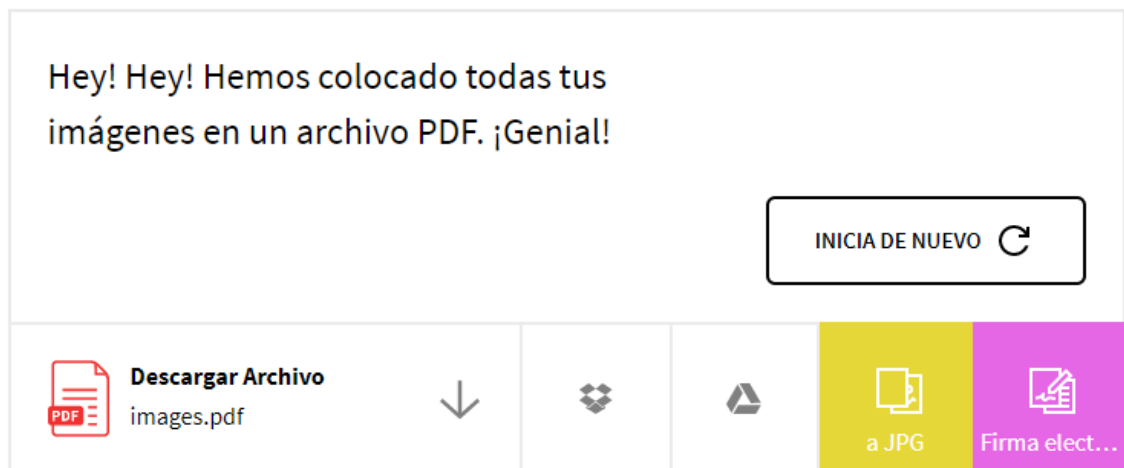 Hey! Hey! Hemos colocado todas tus
imágenes en un archivo PDF. ¡Genial!
INICIA DE NUEVO
Descargar Archivo
images.pdf
PDF
a JPG
Firma elect...